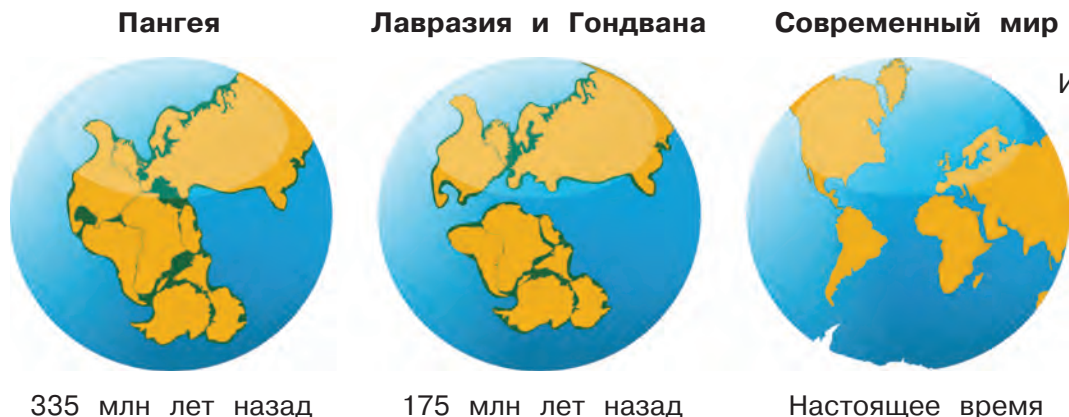 Пангея
Лавразия и Гондвана
Современный мир
И
335 млн лет назад
175 млн лет назад
Настоящее время